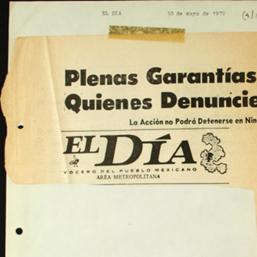 EL DÍA 10 de mayo de 1972
Plenas Garantías
Quienes Denuncie
La Acción no Podrá Detenerse en Nin
EL DÍA
VOCERO DEL PUEBLO MEXICANO
AREA METROPOLITANA